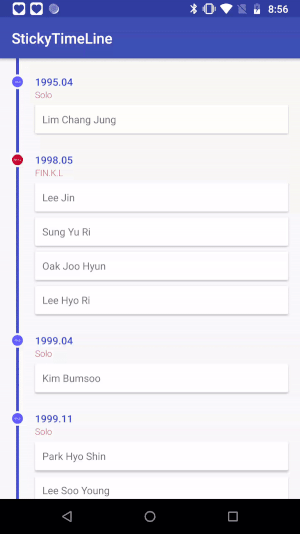 8:56
StickyTimeLine
1995.04
Solo
Lim Chang Jung
1998.05
FIN.K.L
Lee Jin
Sung Yu Ri
Oak Joo Hyun
Lee Hyo Ri
1999.04
Solo
Kim Bumsoo
1999.11
Solo
Park Hyo Shin
Lee Soo Young